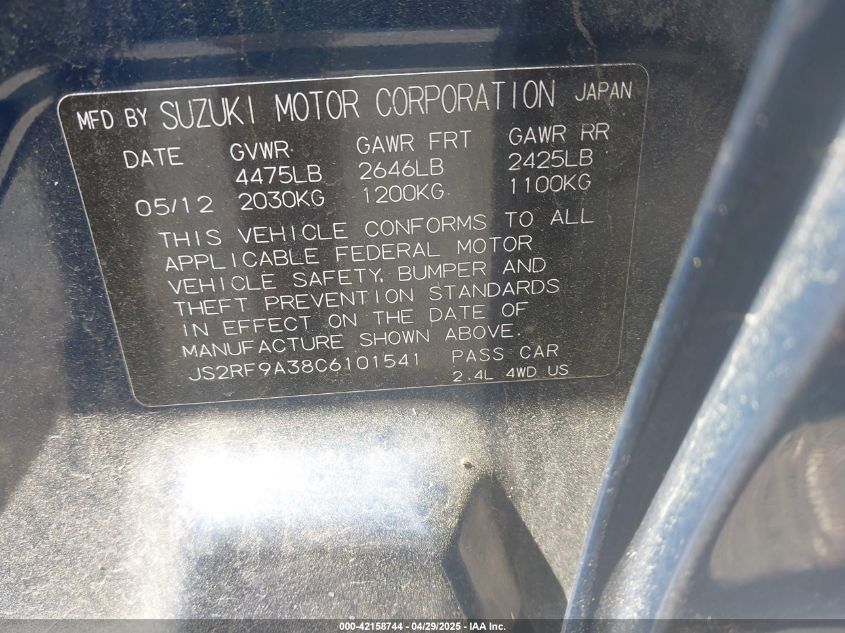 MFD BY SUZUKI MOTOR CORPORATION JAPAN
DATE GVWR GAWR FRT GAWR RR
4475LB 2646LB 2425LB
05/12 2030KG 1200KG 1100KG
THIS VEHICLE CONFORMS TO ALL
APPLICABLE FEDERAL MOTOR
VEHICLE SAFETY, BUMPER AND
THEFT PREVENTION STANDARDS
IN EFFECT ON THE DATE OF
MANUFACTURE SHOWN ABOVE.
JS2RF9A38C6101541 PASS CAR
2.4L 4WD US
000-42158744 - 04/29/2025 - IAA Inc.